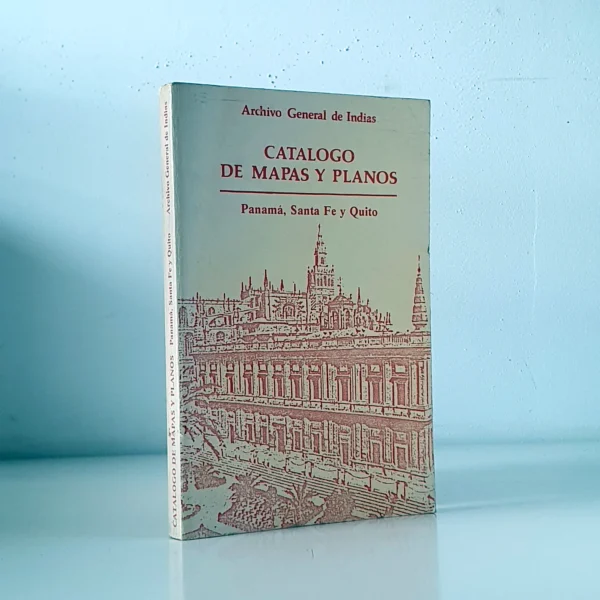 Archivo General de Indias
CATALOGO
DE MAPAS Y PLANOS
Panamá, Santa Fe y Quito
CATALOGO DE MAPAS Y PLANOS Panamá, Santa Fe y Quito Archivo General de Indias